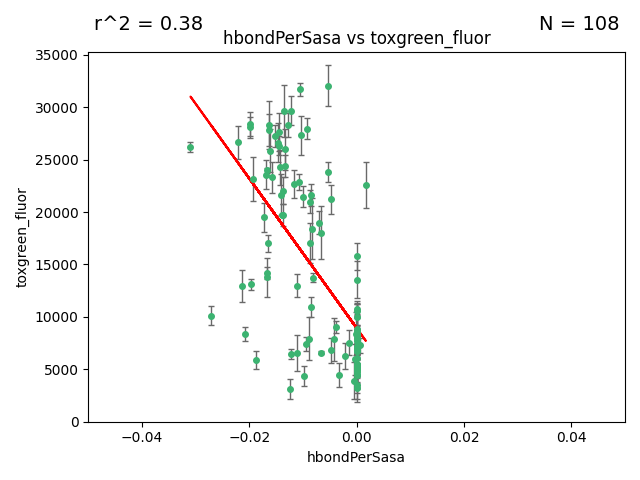 r^2 = 0.38
N = 108
hbondPerSasa vs toxgreen_fluor
35000
30000
25000
20000
15000
10000
5000
0
toxgreen_fluor
−0.04
−0.02
0.00
0.02
0.04
hbondPerSasa